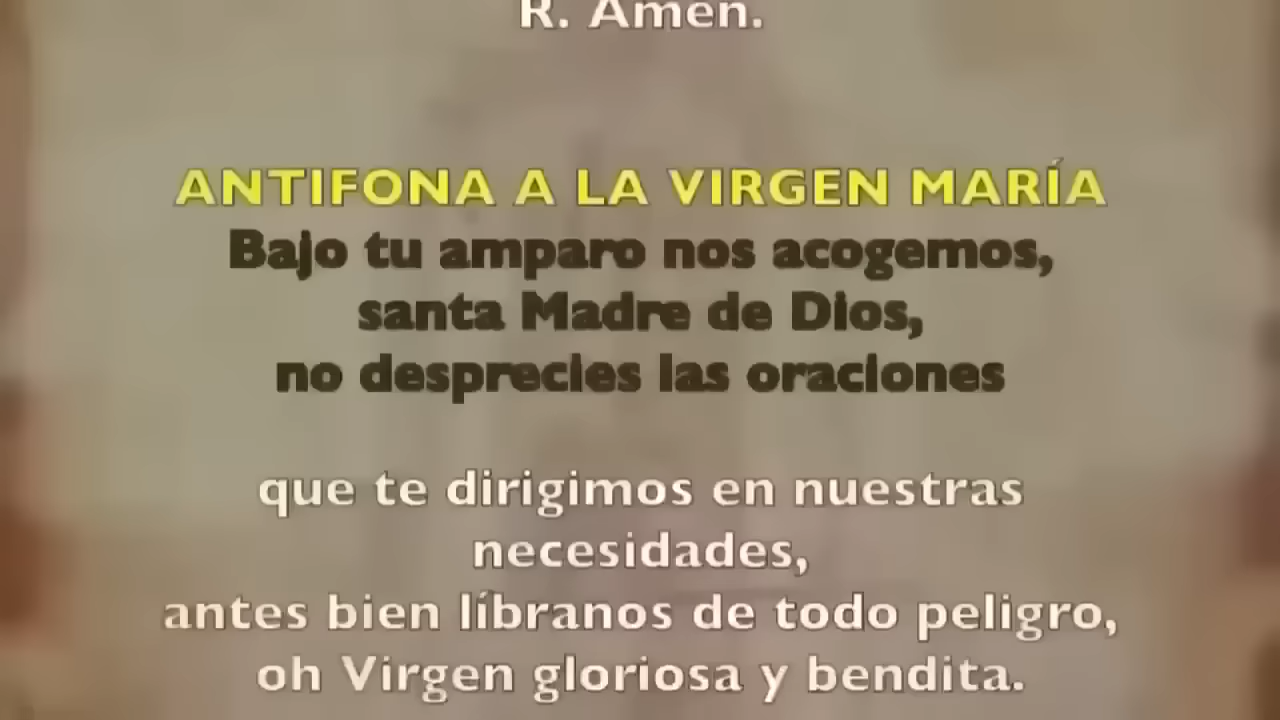 R. Amén.
ANTIFONA A LA VIRGEN MARÍA
Bajo tu amparo nos acogemos,
santa Madre de Dios,
no desprecies las oraciones
que te dirigimos en nuestras
necesidades,
antes bien líbranos de todo peligro,
oh Virgen gloriosa y bendita.